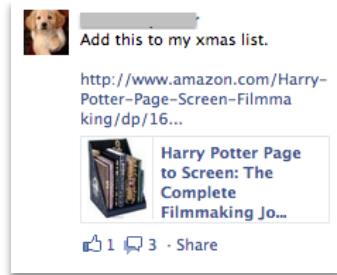 Add this to my xmas list.
http://www.amazon.com/Harry-
Potter-Page-Screen-Filmma
king/dp/16...
Harry Potter Page
to Screen: The
Complete
Filmmaking Jo...
1 3 · Share